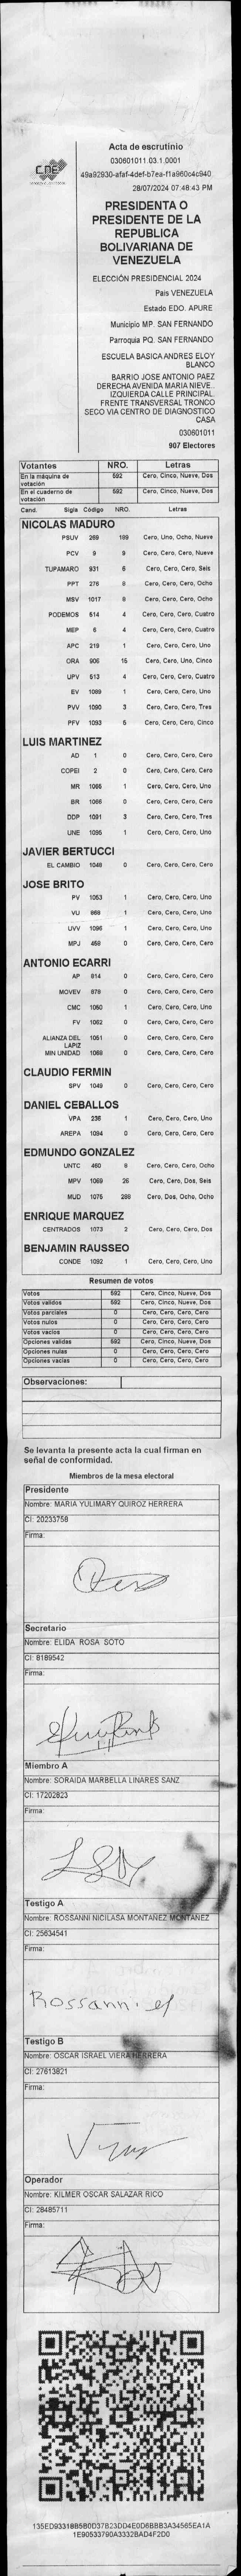 CNE
Acta de escrutinio
030601011.03.1.0001
49a92930-afaf-4def-b7ea-f1a960c4c940
28/07/2024 07:48:43 PM
PRESIDENTA O
PRESIDENTE DE LA
REPUBLICA
BOLIVARIANA DE
VENEZUELA
ELECCIÓN PRESIDENCIAL 2024
Pais VENEZUELA
Estado EDO. APURE
Municipio MP. SAN FERNANDO
Parroquia PQ. SAN FERNANDO
ESCUELA BASICA ANDRES ELOY
BLANCO
BARRIO JOSE ANTONIO PAEZ
DERECHA AVENIDA MARIA NIEVE..
IZQUIERDA CALLE PRINCIPAL.
FRENTE TRANSVERSAL TRONCO
SECO VIA CENTRO DE DIAGNOSTICO
CASA
030601011
907 Electores
Votantes NRO. Letras
En la máquina de votación 592 Cero, Cinco, Nueve, Dos
En el cuaderno de votación 592 Cero, Cinco, Nueve, Dos
Cand. Sigla Código NRO. Letras
NICOLAS MADURO
PSUV 269 189 Cero, Uno, Ocho, Nueve
PCV 9 9 Cero, Cero, Cero, Nueve
TUPAMARO 931 6 Cero, Cero, Cero, Seis
PPT 276 8 Cero, Cero, Cero, Ocho
MSV 1017 8 Cero, Cero, Cero, Ocho
PODEMOS 514 4 Cero, Cero, Cero, Cuatro
MEP 6 4 Cero, Cero, Cero, Cuatro
APC 219 1 Cero, Cero, Cero, Uno
ORA 906 15 Cero, Cero, Uno, Cinco
UPV 513 4 Cero, Cero, Cero, Cuatro
EV 1089 1 Cero, Cero, Cero, Uno
PVV 1090 3 Cero, Cero, Cero, Tres
PFV 1093 5 Cero, Cero, Cero, Cinco
LUIS MARTINEZ
AD 1 0 Cero, Cero, Cero, Cero
COPEI 2 0 Cero, Cero, Cero, Cero
MR 1065 1 Cero, Cero, Cero, Uno
BR 1066 0 Cero, Cero, Cero, Cero
DDP 1091 3 Cero, Cero, Cero, Tres
UNE 1095 1 Cero, Cero, Cero, Uno
JAVIER BERTUCCI
EL CAMBIO 1048 0 Cero, Cero, Cero, Cero
JOSE BRITO
PV 1053 1 Cero, Cero, Cero, Uno
VU 868 1 Cero, Cero, Cero, Uno
UVV 1096 1 Cero, Cero, Cero, Uno
MPJ 458 0 Cero, Cero, Cero, Cero
ANTONIO ECARRI
AP 814 0 Cero, Cero, Cero, Cero
MOVEV 878 0 Cero, Cero, Cero, Cero
CMC 1050 1 Cero, Cero, Cero, Uno
FV 1052 0 Cero, Cero, Cero, Cero
ALIANZA DEL LAPIZ 1051 0 Cero, Cero, Cero, Cero
MIN UNIDAD 1068 0 Cero, Cero, Cero, Cero
CLAUDIO FERMIN
SPV 1049 0 Cero, Cero, Cero, Cero
DANIEL CEBALLOS
VPA 236 1 Cero, Cero, Cero, Uno
AREPA 1094 0 Cero, Cero, Cero, Cero
EDMUNDO GONZALEZ
UNTC 460 8 Cero, Cero, Cero, Ocho
MPV 1069 26 Cero, Cero, Dos, Seis
MUD 1075 288 Cero, Dos, Ocho, Ocho
ENRIQUE MARQUEZ
CENTRADOS 1073 2 Cero, Cero, Cero, Dos
BENJAMIN RAUSSEO
CONDE 1092 1 Cero, Cero, Cero, Uno
Resumen de votos
Votos 592 Cero, Cinco, Nueve, Dos
Votos validos 592 Cero, Cinco, Nueve, Dos
Votos parciales 0 Cero, Cero, Cero, Cero
Votos nulos 0 Cero, Cero, Cero, Cero
Votos vacios 0 Cero, Cero, Cero, Cero
Opciones validas 592 Cero, Cinco, Nueve, Dos
Opciones nulas 0 Cero, Cero, Cero, Cero
Opciones vacias 0 Cero, Cero, Cero, Cero
Observaciones:
Se levanta la presente acta la cual firman en
señal de conformidad.
Miembros de la mesa electoral
Presidente
Nombre: MARIA YULIMARY QUIROZ HERRERA
CI: 20233758
Firma:
Secretario
Nombre: ELIDA ROSA SOTO
CI: 8189542
Firma:
Miembro A
Nombre: SORAIDA MARBELLA LINARES SANZ
CI: 17202823
Firma:
Testigo A
Nombre: ROSSANNI NICILASA MONTAÑEZ MONTAÑEZ
CI: 25634541
Firma:
Testigo B
Nombre: OSCAR ISRAEL VIERA HERRERA
CI: 27613821
Firma:
Operador
Nombre: KILMER OSCAR SALAZAR RICO
CI: 28485711
Firma:
135ED93318B5B0D37B23DD4E0D6BBB3A34565EA1A
1E90533790A3332BAD4F2D0